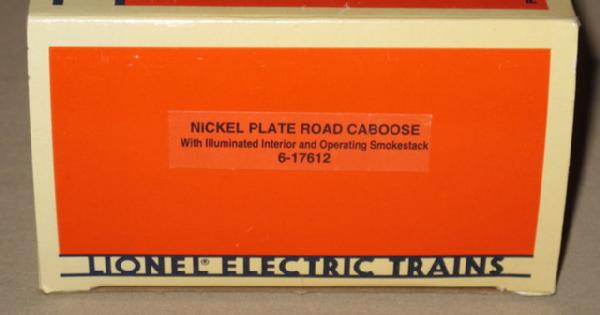 NICKEL PLATE ROAD CABOOSE
With Illuminated Interior and Operating Smokestack
6-17612
LIONEL® ELECTRIC TRAINS